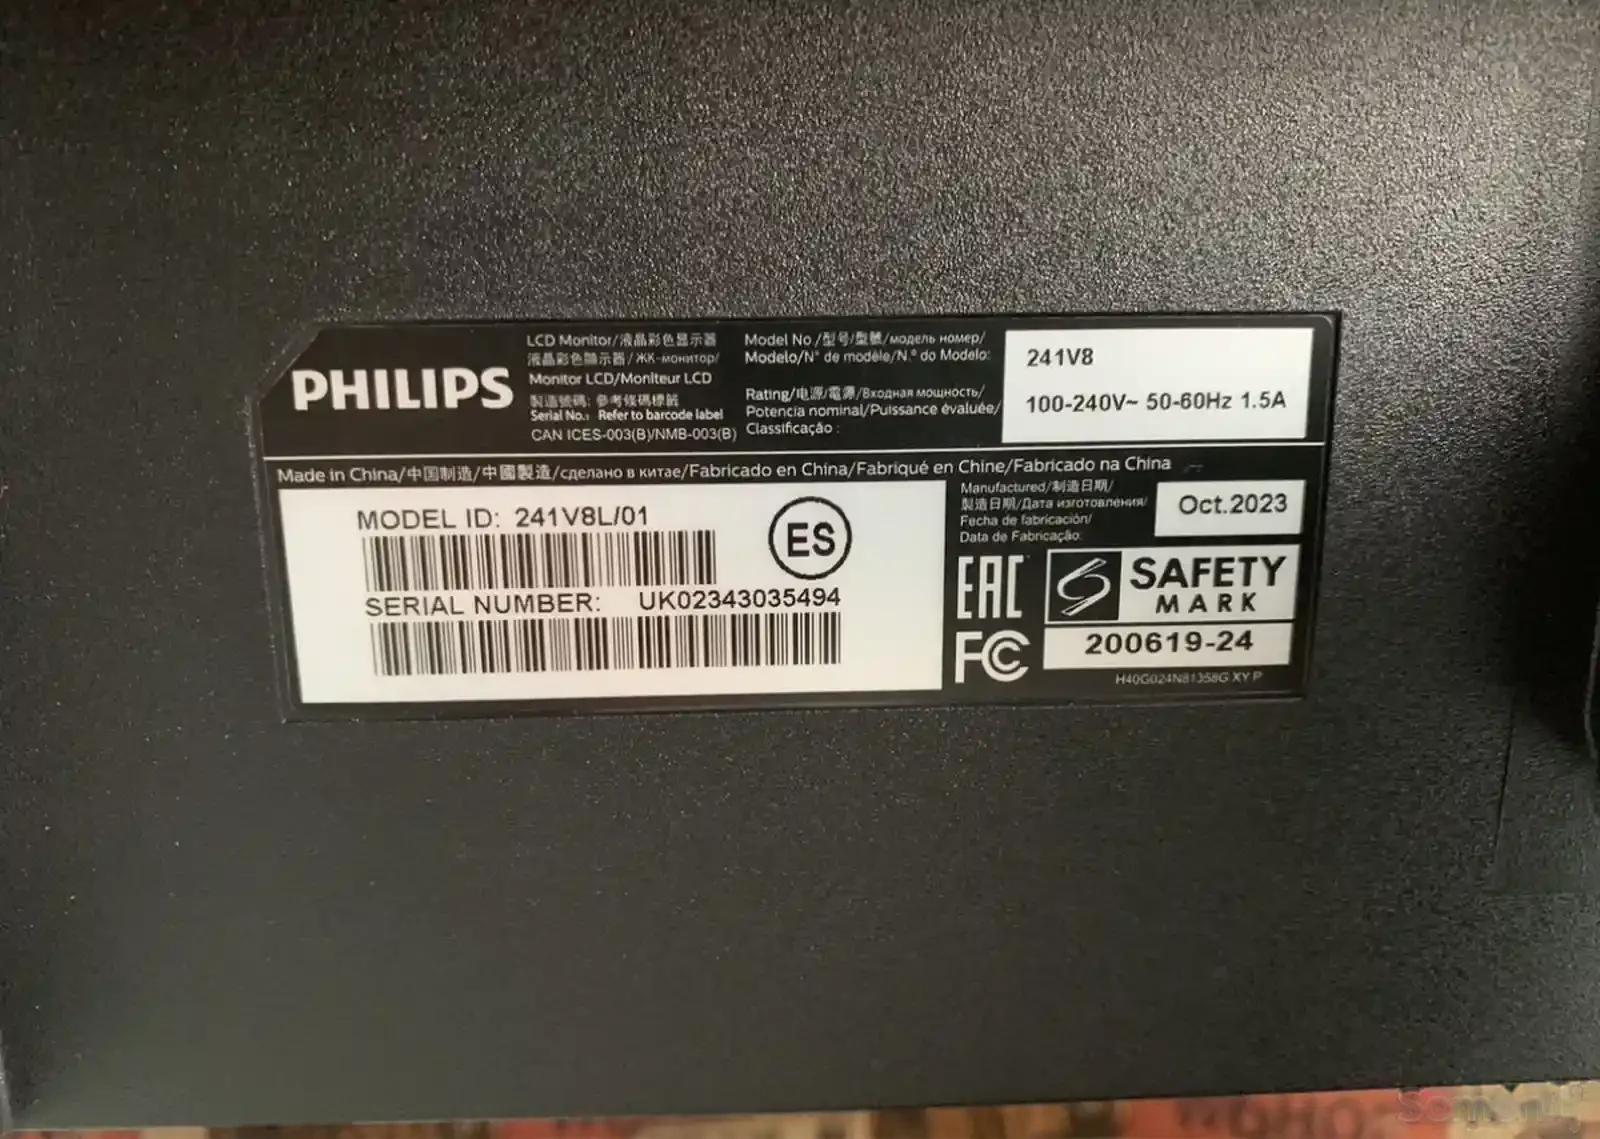 PHILIPS
LCD Monitor/液晶彩色显示器
液晶彩色顯示器/ЖК-монитор/
Monitor LCD/Moniteur LCD
製造號碼: 參考條碼標籤
Serial No.: Refer to barcode label
CAN ICES-003(B)/NMB-003(B)
Model No./型号/型號/модель номер/
Modelo/N° de modèle/N.º do Modelo:
241V8
Rating/电源/電源/Входная мощность/
Potencia nominal/Puissance évaluée/
Classificação :
100-240V~ 50-60Hz 1.5A
Made in China/中国制造/中國製造/сделано в китае/Fabricado en China/Fabriqué en Chine/Fabricado na China
MODEL ID: 241V8L/01
ES
SERIAL NUMBER: UK02343035494
Manufactured/制造日期/
製造日期/Дата изготовления/
Fecha de fabricación/
Data de Fabricação:
Oct.2023
EAC
FC
SAFETY
MARK
200619-24
H40G024N81358G XY P